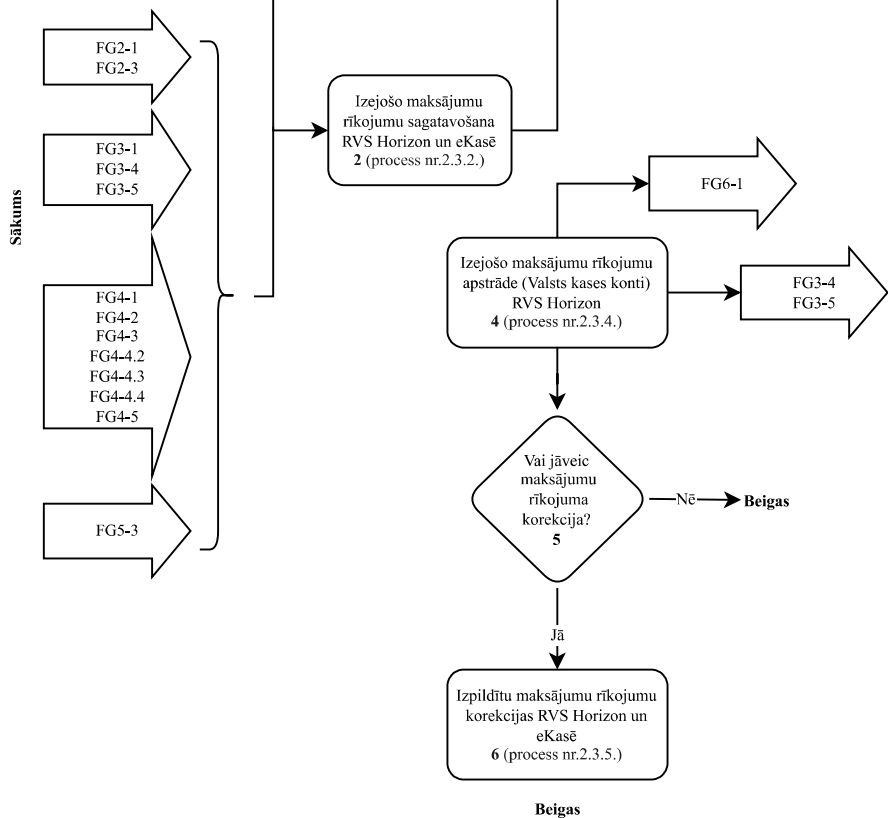 Sākums
FG2-1
FG2-3
FG3-1
FG3-4
FG3-5
FG4-1
FG4-2
FG4-3
FG4-4.2
FG4-4.3
FG4-4.4
FG4-5
FG5-3
Izejošo maksājumu
rīkojumu sagatavošana
RVS Horizon un eKasē
2 (process nr.2.3.2.)
FG6-1
Izejošo maksājumu rīkojumu
apstrāde (Valsts kases konti)
RVS Horizon
4 (process nr.2.3.4.)
FG3-4
FG3-5
Vai jāveic
maksājumu
rīkojuma
korekcija?
5
Nē
Beigas
Jā
Izpildītu maksājumu rīkojumu
korekcijas RVS Horizon un
eKasē
6 (process nr.2.3.5.)
Beigas